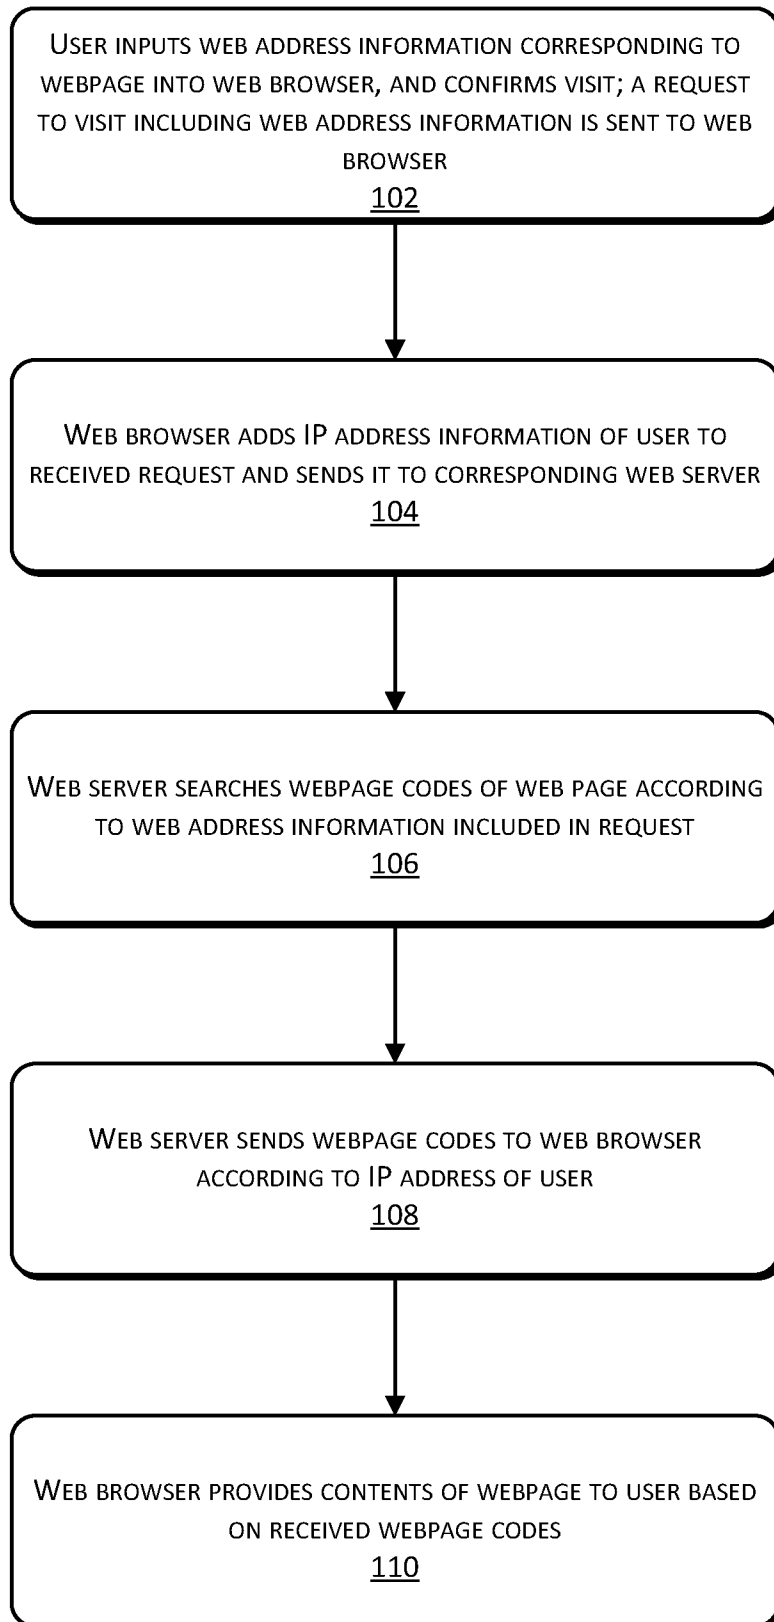 USER INPUTS WEB ADDRESS INFORMATION CORRESPONDING TO
WEBPAGE INTO WEB BROWSER, AND CONFIRMS VISIT; A REQUEST
TO VISIT INCLUDING WEB ADDRESS INFORMATION IS SENT TO WEB
BROWSER
102
WEB BROWSER ADDS IP ADDRESS INFORMATION OF USER TO
RECEIVED REQUEST AND SENDS IT TO CORRESPONDING WEB SERVER
104
WEB SERVER SEARCHES WEBPAGE CODES OF WEB PAGE ACCORDING
TO WEB ADDRESS INFORMATION INCLUDED IN REQUEST
106
WEB SERVER SENDS WEBPAGE CODES TO WEB BROWSER
ACCORDING TO IP ADDRESS OF USER
108
WEB BROWSER PROVIDES CONTENTS OF WEBPAGE TO USER BASED
ON RECEIVED WEBPAGE CODES
110